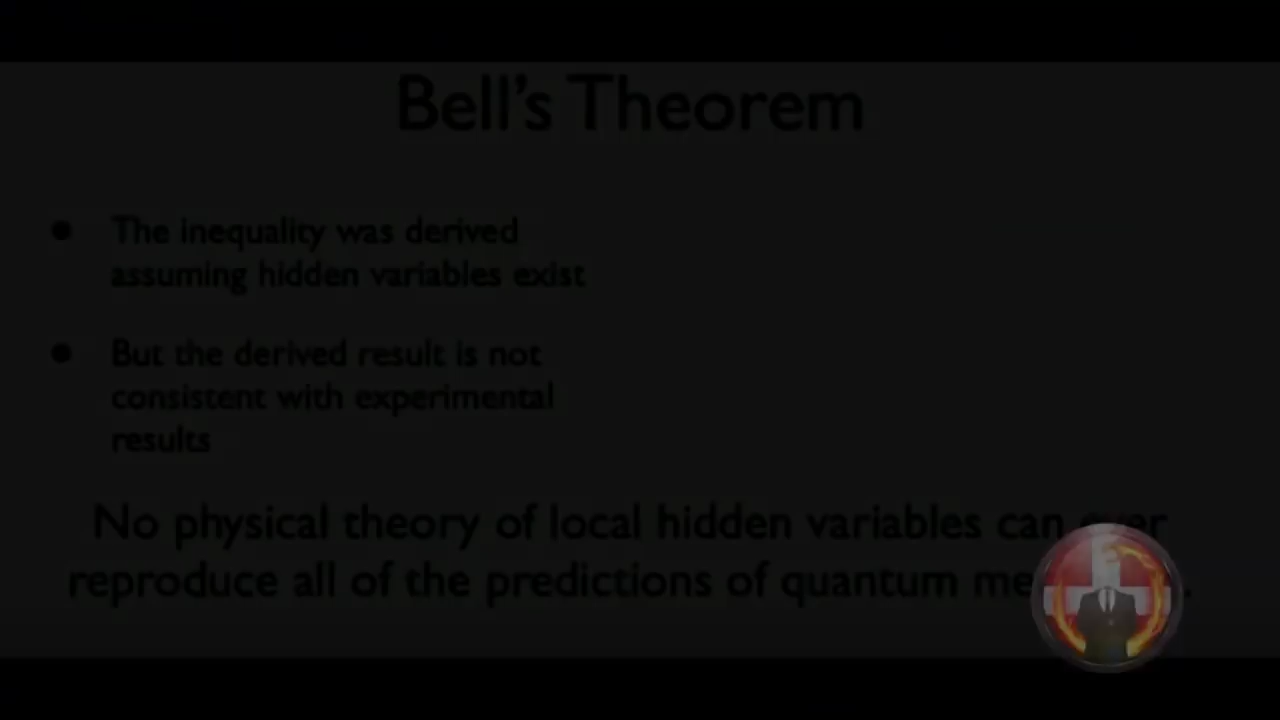 Bell's Theorem
● The inequality was derived
assuming hidden variables exist
● But the derived result is not
consistent with experimental
results
No physical theory of local hidden variables can ever
reproduce all of the predictions of quantum